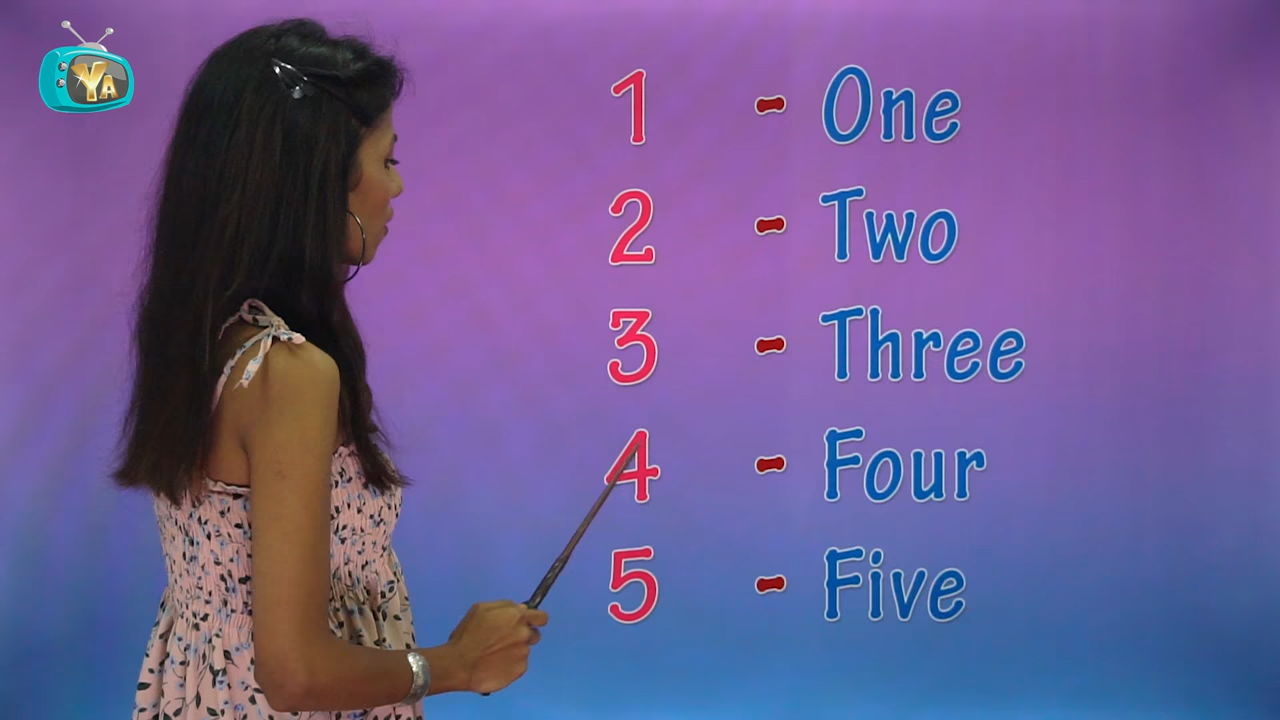 YA
1 - One
2 - Two
3 - Three
4 - Four
5 - Five